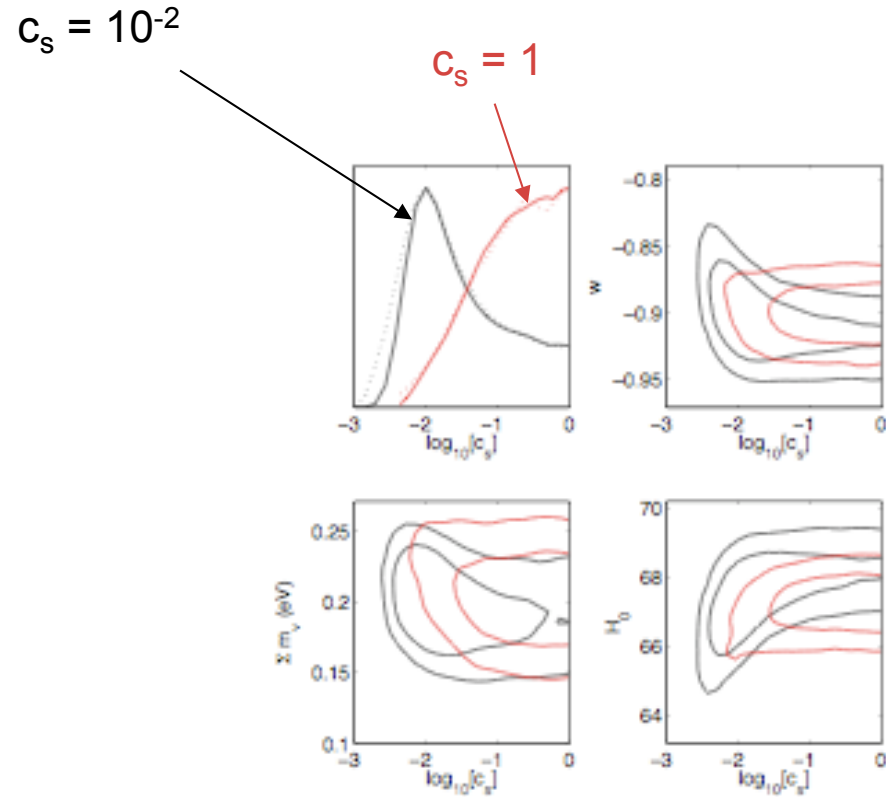 cₛ = 10⁻²
cₛ = 1
−3 −2 −1 0
log₁₀[cₛ]
−0.8
−0.85
−0.9
−0.95
w
−3 −2 −1 0
log₁₀[cₛ]
0.25
0.2
0.15
0.1
Σ mᵥ (eV)
−3 −2 −1 0
log₁₀[cₛ]
70
68
66
64
H₀
−3 −2 −1 0
log₁₀[cₛ]